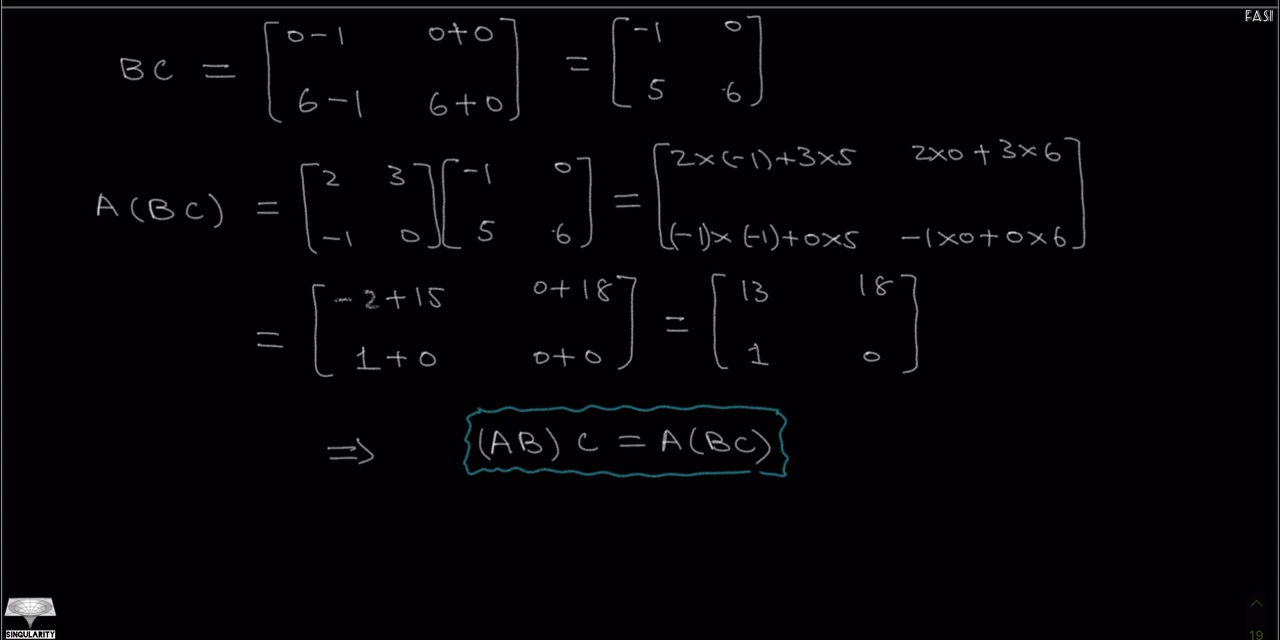 FASI
BC = [ 0-1 0+0 ; 6-1 6+0 ] = [ -1 0 ; 5 6 ]
A(BC) = [ 2 3 ; -1 0 ] [ -1 0 ; 5 6 ] = [ 2×(-1)+3×5 2×0+3×6 ; (-1)×(-1)+0×5 -1×0+0×6 ]
= [ -2+15 0+18 ; 1+0 0+0 ] = [ 13 18 ; 1 0 ]
⇒ (AB)C = A(BC)
SINGULARITY
19